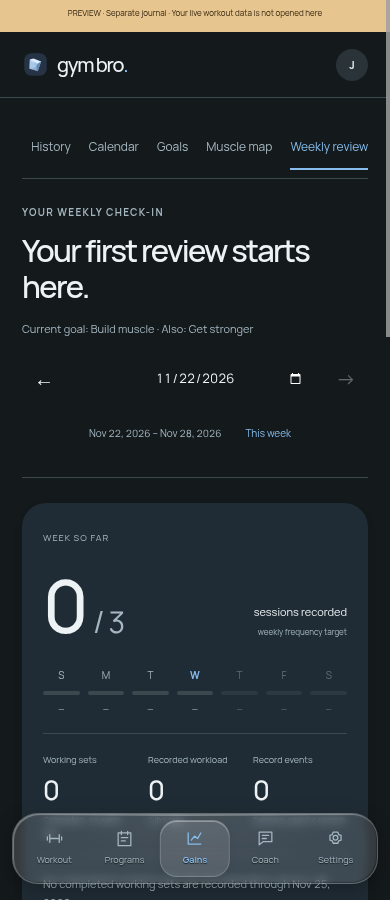 PREVIEW · Separate journal · Your live workout data is not opened here
gym bro.
J
History Calendar Goals Muscle map Weekly review
YOUR WEEKLY CHECK-IN
Your first review starts
here.
Current goal: Build muscle · Also: Get stronger
← 11/22/2026 →
Nov 22, 2026 – Nov 28, 2026 This week
WEEK SO FAR
0 / 3
sessions recorded
weekly frequency target
S M T W T F S
– – – – – – –
Working sets Recorded workload Record events
0 0 0
Workout Programs Gains Coach Settings
No completed working sets are recorded through Nov 25,